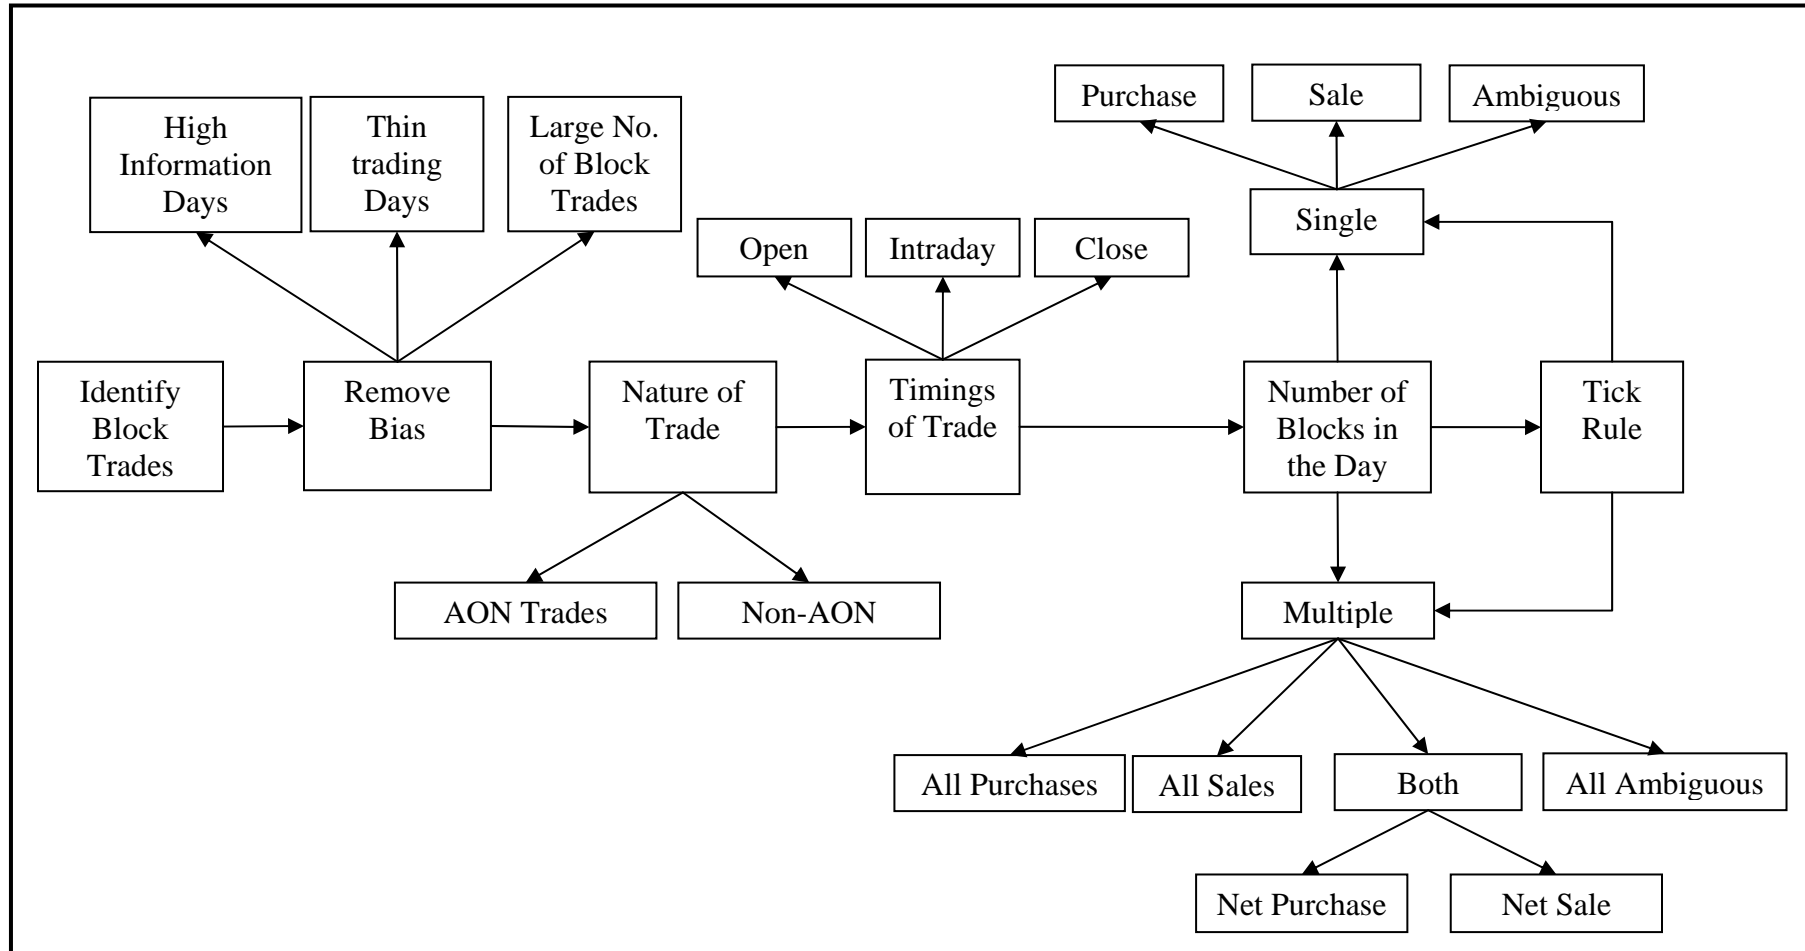 Purchase
Sale
Ambiguous
High
Information
Days
Thin
trading
Days
Large No.
of Block
Trades
Single
Open
Intraday
Close
Identify
Block
Trades
Remove
Bias
Nature of
Trade
Timings
of Trade
Number of
Blocks in
the Day
Tick
Rule
AON Trades
Non-AON
Multiple
All Purchases
All Sales
Both
All Ambiguous
Net Purchase
Net Sale